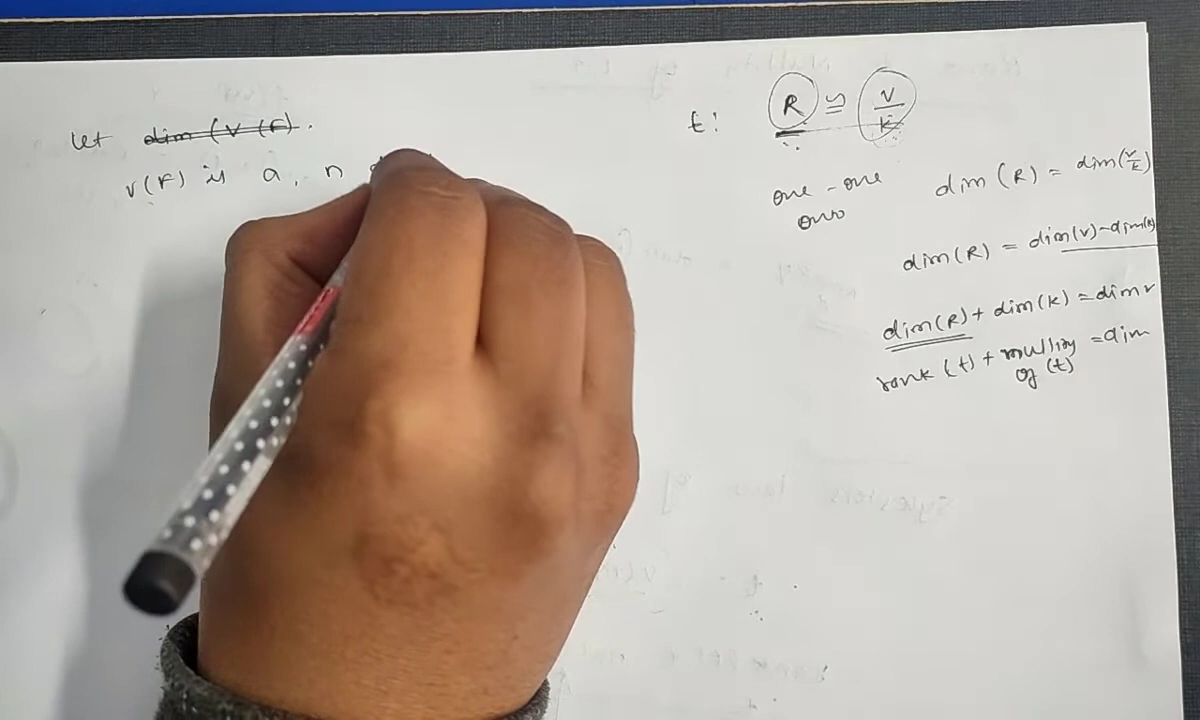 let dim (V (F).
V(F) is a, n
t: R ≅ V/K
one-one
onto
dim (R) = dim(V/K)
dim(R) = dim(V)-dim(K)
dim(R) + dim(K) = dim V
rank (t) + nullity = dim
of (t)